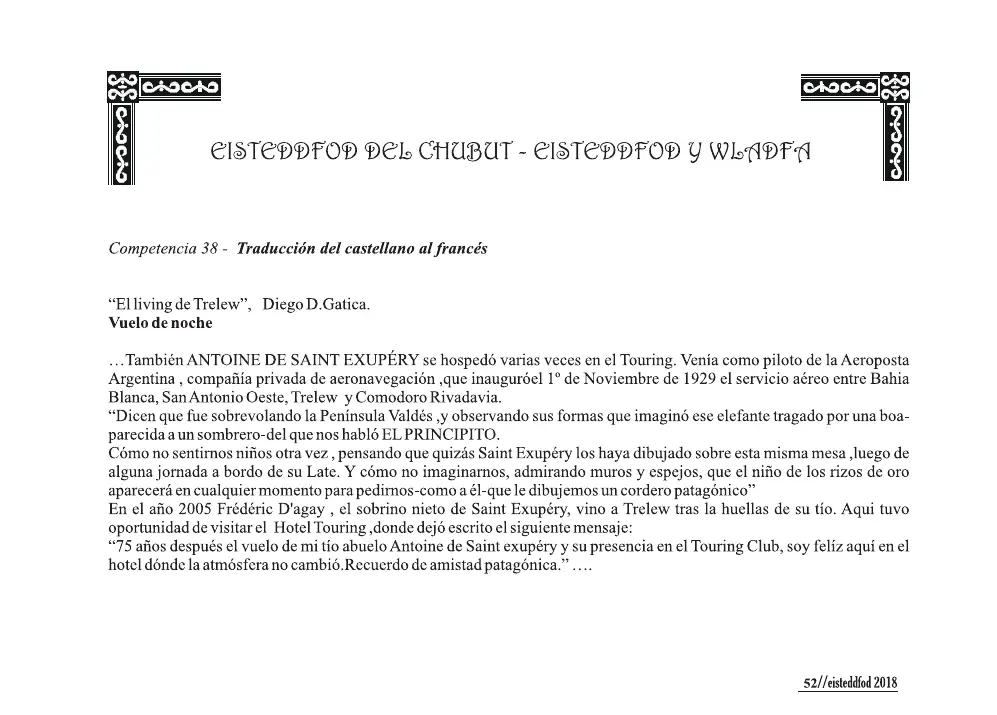 EISTEDDFOD DEL CHUBUT - EISTEDDFOD Y WLADFA
Competencia 38 - Traducción del castellano al francés
“El living de Trelew”, Diego D.Gatica.
Vuelo de noche
…También ANTOINE DE SAINT EXUPÉRY se hospedó varias veces en el Touring. Venía como piloto de la Aeroposta
Argentina , compañía privada de aeronavegación ,que inauguróel 1º de Noviembre de 1929 el servicio aéreo entre Bahia
Blanca, San Antonio Oeste, Trelew y Comodoro Rivadavia.
“Dicen que fue sobrevolando la Península Valdés ,y observando sus formas que imaginó ese elefante tragado por una boa-
parecida a un sombrero-del que nos habló EL PRINCIPITO.
Cómo no sentirnos niños otra vez , pensando que quizás Saint Exupéry los haya dibujado sobre esta misma mesa ,luego de
alguna jornada a bordo de su Late. Y cómo no imaginarnos, admirando muros y espejos, que el niño de los rizos de oro
aparecerá en cualquier momento para pedirnos-como a él-que le dibujemos un cordero patagónico”
En el año 2005 Frédéric D'agay , el sobrino nieto de Saint Exupéry, vino a Trelew tras la huellas de su tío. Aqui tuvo
oportunidad de visitar el Hotel Touring ,donde dejó escrito el siguiente mensaje:
“75 años después el vuelo de mi tío abuelo Antoine de Saint exupéry y su presencia en el Touring Club, soy felíz aquí en el
hotel dónde la atmósfera no cambió.Recuerdo de amistad patagónica.” ….
52//eisteddfod 2018